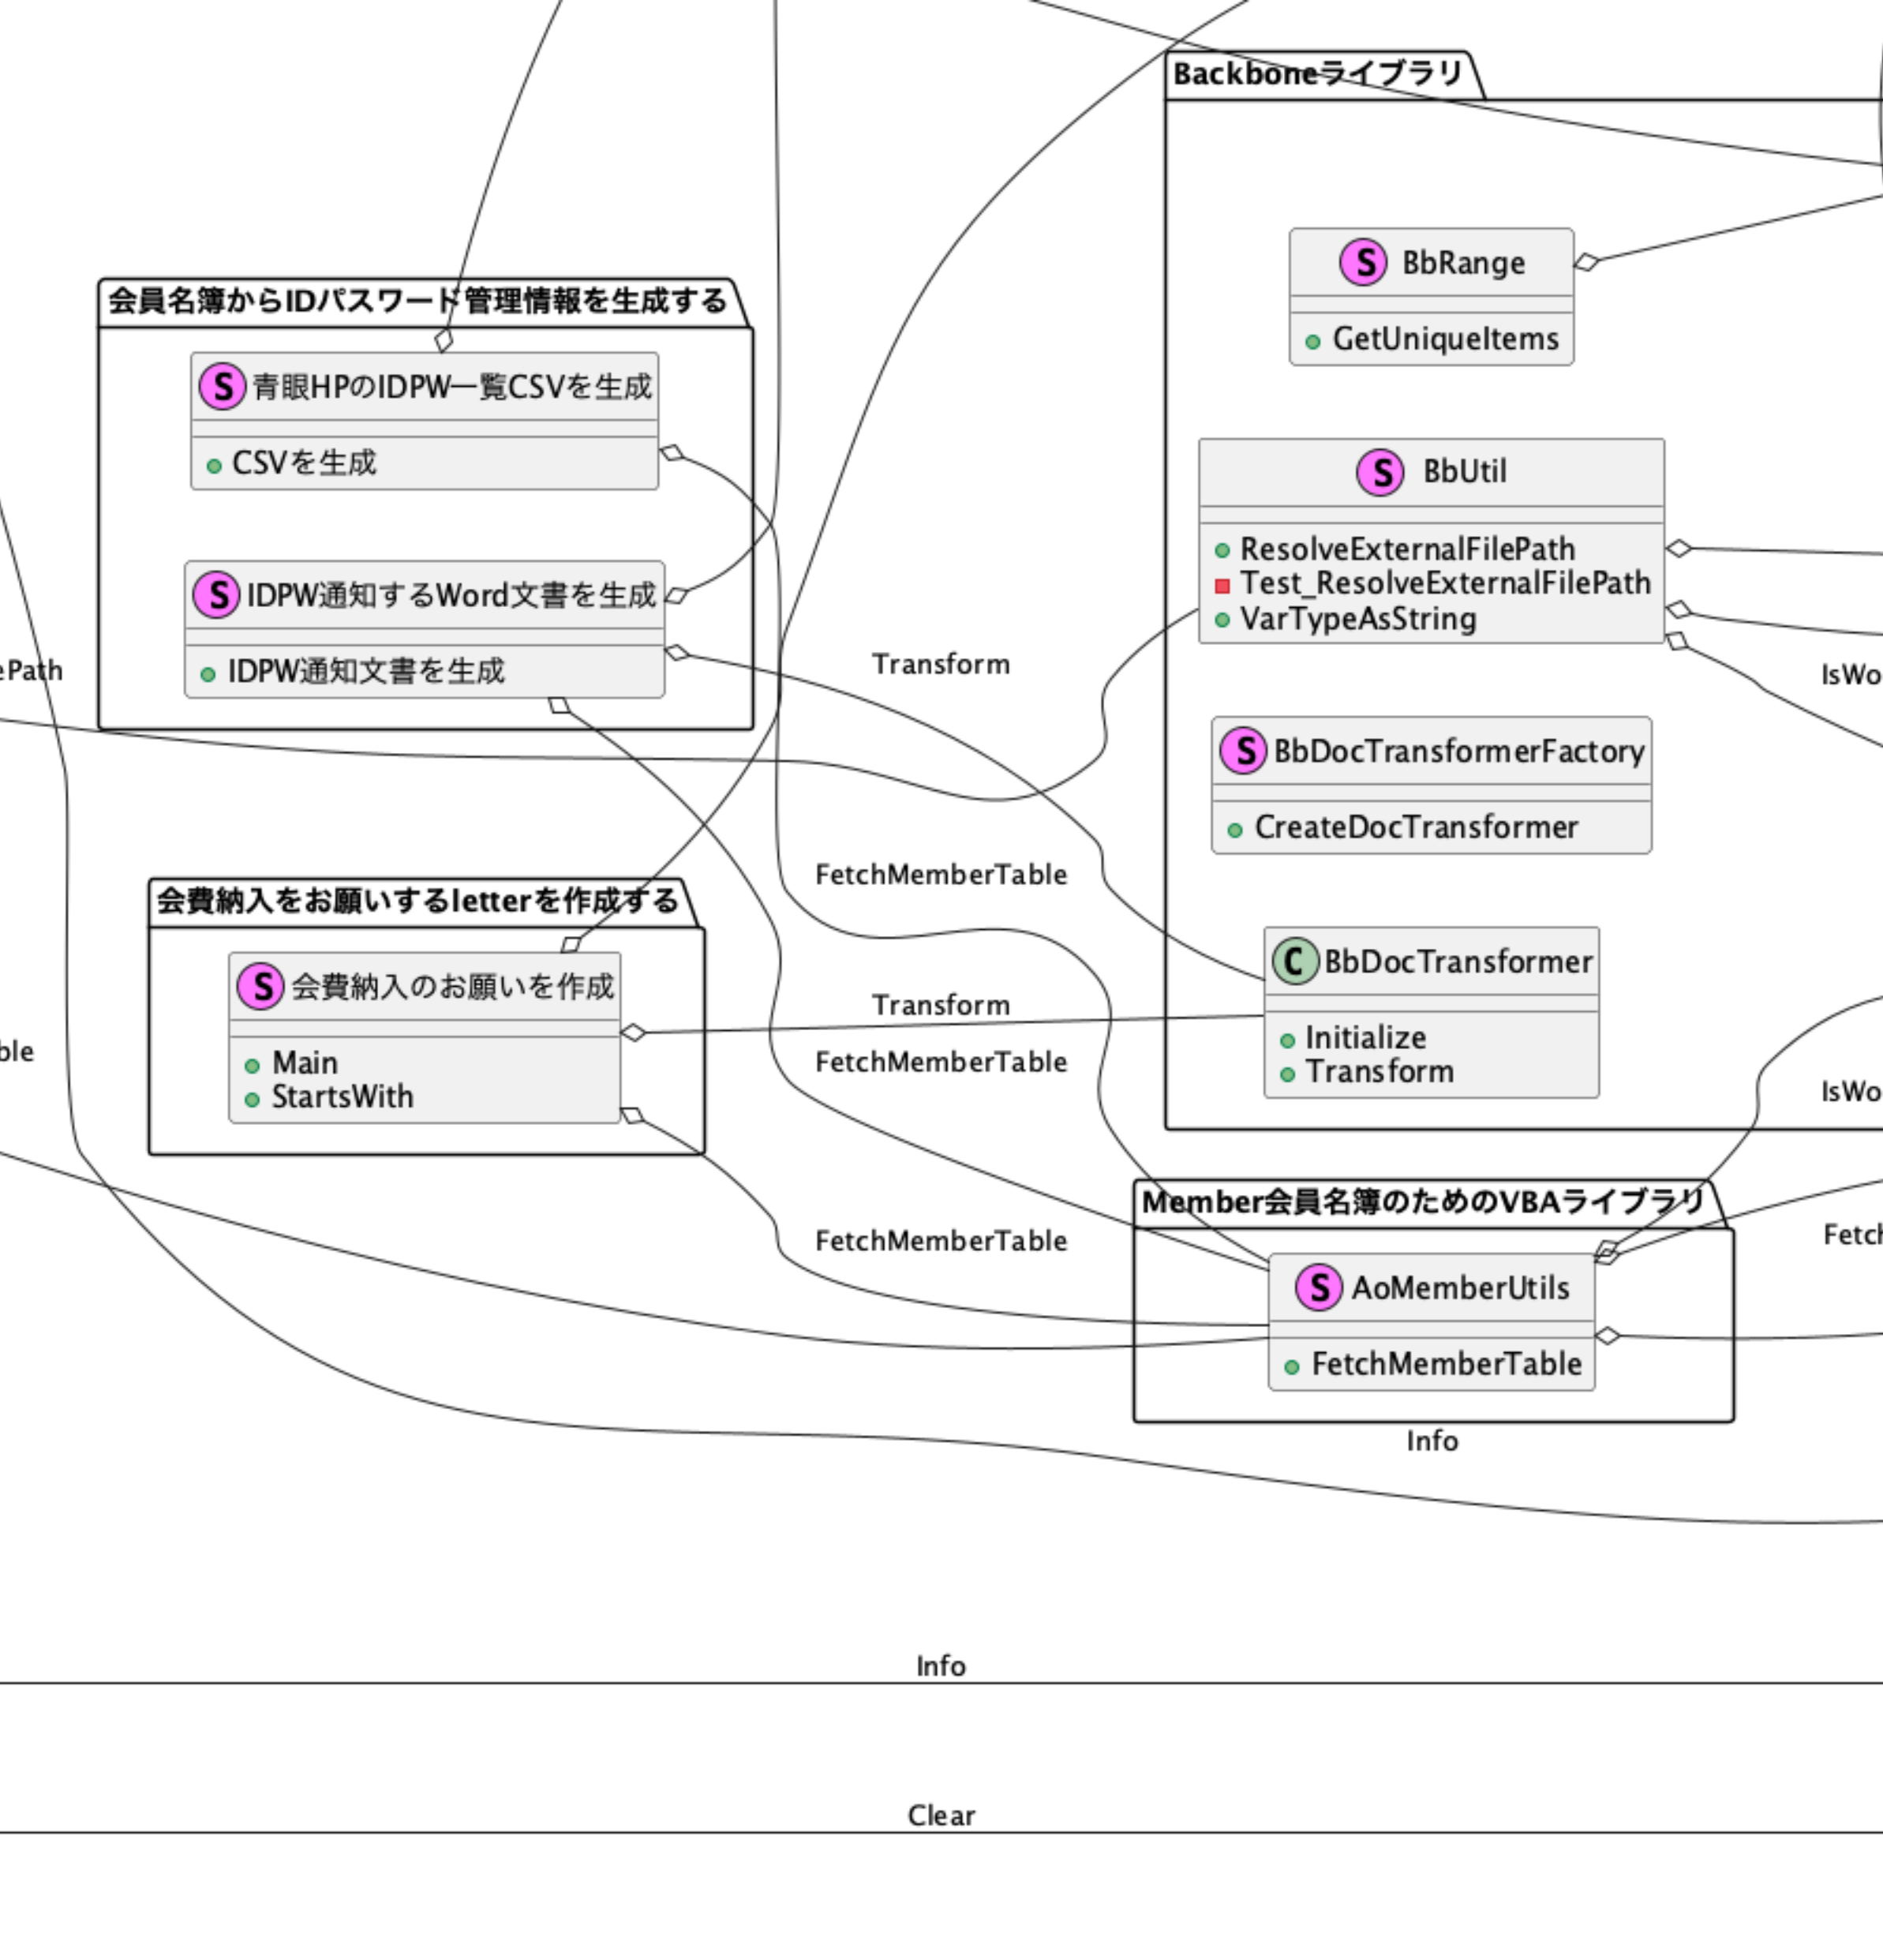 Backboneライブラリ
S BbRange
GetUniqueItems
会員名簿からIDパスワード管理情報を生成する
S 青眼HPのIDPW一覧CSVを生成
CSVを生成
S BbUtil
ResolveExternalFilePath
Test_ResolveExternalFilePath
VarTypeAsString
S IDPW通知するWord文書を生成
IDPW通知文書を生成
ePath
Transform
IsWo
S BbDocTransformerFactory
CreateDocTransformer
FetchMemberTable
会費納入をお願いするletterを作成する
S 会費納入のお願いを作成
Main
StartsWith
C BbDocTransformer
Initialize
Transform
Transform
ble
FetchMemberTable
IsWo
Member会員名簿のためのVBAライブラリ
FetchMemberTable
Fetch
S AoMemberUtils
FetchMemberTable
Info
Info
Clear